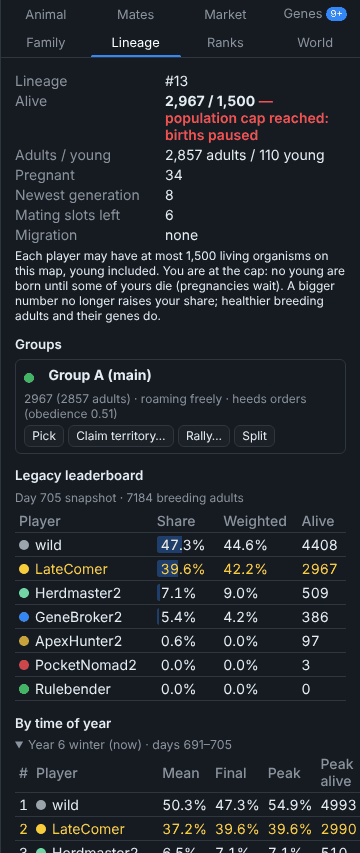 Animal Mates Market Genes 9+
Family Lineage Ranks World
Lineage #13
Alive 2,967 / 1,500 —
population cap reached:
births paused
Adults / young 2,857 adults / 110 young
Pregnant 34
Newest generation 8
Mating slots left 6
Migration none
Each player may have at most 1,500 living organisms on
this map, young included. You are at the cap: no young are
born until some of yours die (pregnancies wait). A bigger
number no longer raises your share; healthier breeding
adults and their genes do.
Groups
Group A (main)
2967 (2857 adults) · roaming freely · heeds orders
(obedience 0.51)
Pick Claim territory... Rally... Split
Legacy leaderboard
Day 705 snapshot · 7184 breeding adults
Player Share Weighted Alive
wild 47.3% 44.6% 4408
LateComer 39.6% 42.2% 2967
Herdmaster2 7.1% 9.0% 509
GeneBroker2 5.4% 4.2% 386
ApexHunter2 0.6% 0.0% 97
PocketNomad2 0.0% 0.0% 3
Rulebender 0.0% 0.0% 0
By time of year
▼ Year 6 winter (now) · days 691–705
# Player Mean Final Peak Peak alive
1 wild 50.3% 47.3% 54.9% 4993
2 LateComer 37.2% 39.6% 39.6% 2990
3 Herdmaster2 6.5% 7.1% 7.1% 510